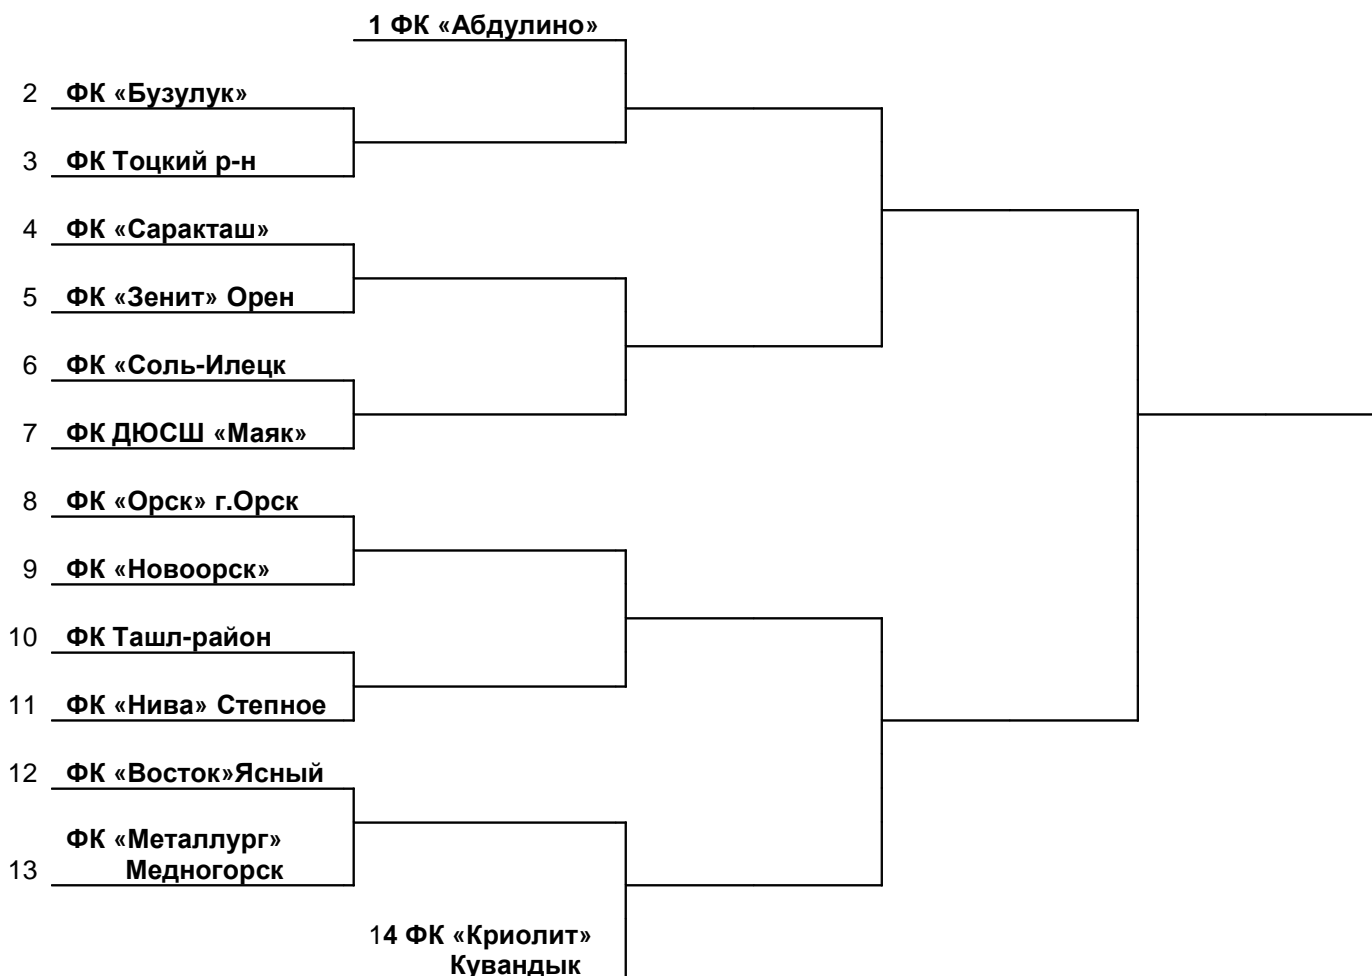 1 ФК «Абдулино»
2 ФК «Бузулук»
3 ФК Тоцкий р-н
4 ФК «Саракташ»
5 ФК «Зенит» Орен
6 ФК «Соль-Илецк
7 ФК ДЮСШ «Маяк»
8 ФК «Орск» г.Орск
9 ФК «Новоорск»
10 ФК Ташл-район
11 ФК «Нива» Степное
12 ФК «Восток»Ясный
ФК «Металлург»
13 Медногорск
14 ФК «Криолит»
Кувандык